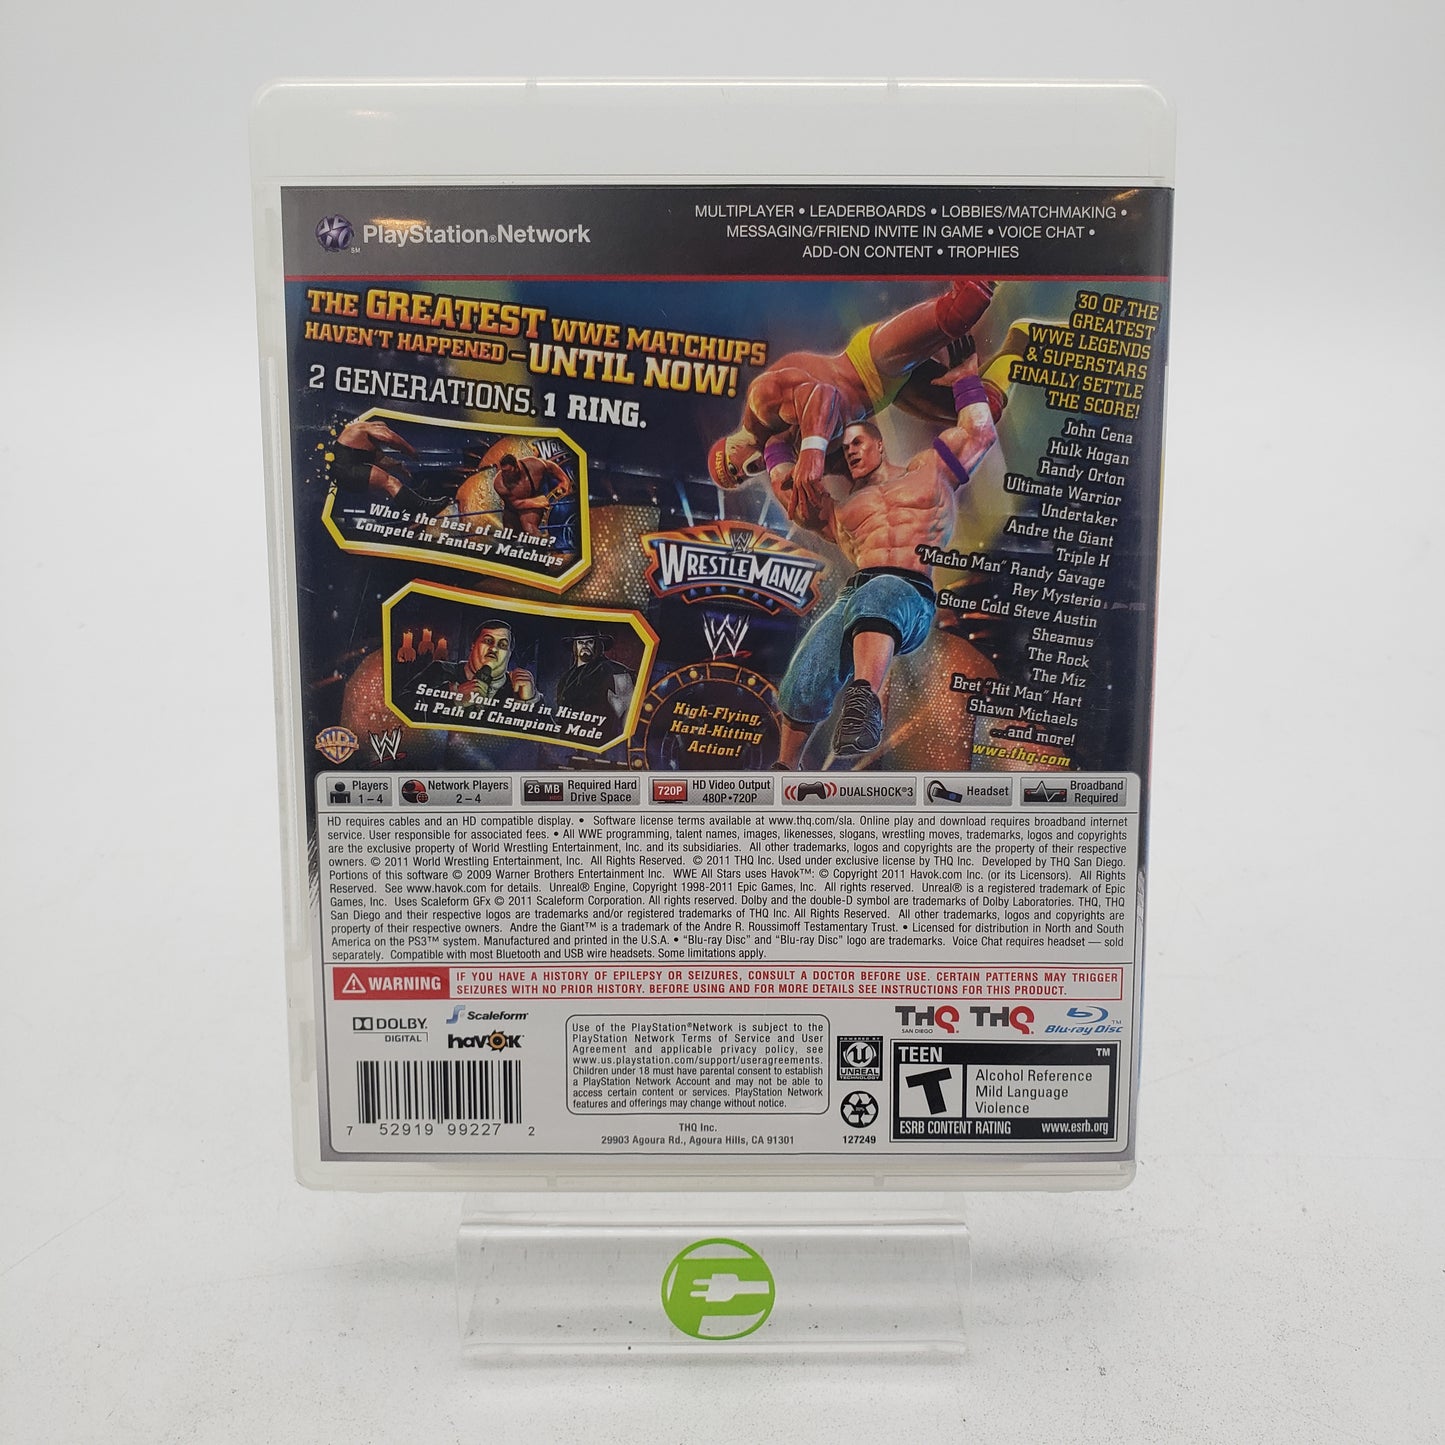 PlayStation®Network
SM
MULTIPLAYER • LEADERBOARDS • LOBBIES/MATCHMAKING •
MESSAGING/FRIEND INVITE IN GAME • VOICE CHAT •
ADD-ON CONTENT • TROPHIES
THE GREATEST WWE MATCHUPS
HAVEN'T HAPPENED – UNTIL NOW!
2 GENERATIONS. 1 RING.
Who's the best of all-time?
Compete in Fantasy Matchups
Secure Your Spot in History
in Path of Champions Mode
WRESTLEMANIA
W
High-Flying,
Hard-Hitting
Action!
30 OF THE
GREATEST
WWE LEGENDS
& SUPERSTARS
FINALLY SETTLE
THE SCORE!
John Cena
Hulk Hogan
Randy Orton
Ultimate Warrior
Undertaker
Andre the Giant
Triple H
"Macho Man" Randy Savage
Rey Mysterio
Stone Cold Steve Austin
Sheamus
The Rock
The Miz
Bret "Hit Man" Hart
Shawn Michaels
...and more!
wwe.thq.com
WB W
Players
1 – 4
Network Players
2 – 4
26 MB
Required Hard
Drive Space
720P
HD Video Output
480P•720P
DUALSHOCK®3
Headset
Broadband
Required
HD requires cables and an HD compatible display. • Software license terms available at www.thq.com/sla. Online play and download requires broadband internet
service. User responsible for associated fees. • All WWE programming, talent names, images, likenesses, slogans, wrestling moves, trademarks, logos and copyrights
are the exclusive property of World Wrestling Entertainment, Inc. and its subsidiaries. All other trademarks, logos and copyrights are the property of their respective
owners. © 2011 World Wrestling Entertainment, Inc. All Rights Reserved. © 2011 THQ Inc. Used under exclusive license by THQ Inc. Developed by THQ San Diego.
Portions of this software © 2009 Warner Brothers Entertainment Inc. WWE All Stars uses Havok™: © Copyright 2011 Havok.com Inc. (or its Licensors). All Rights
Reserved. See www.havok.com for details. Unreal® Engine, Copyright 1998-2011 Epic Games, Inc. All rights reserved. Unreal® is a registered trademark of Epic
Games, Inc. Uses Scaleform GFx © 2011 Scaleform Corporation. All rights reserved. Dolby and the double-D symbol are trademarks of Dolby Laboratories. THQ, THQ
San Diego and their respective logos are trademarks and/or registered trademarks of THQ Inc. All Rights Reserved. All other trademarks, logos and copyrights are
property of their respective owners. Andre the Giant™ is a trademark of the Andre R. Roussimoff Testamentary Trust. • Licensed for distribution in North and South
America on the PS3™ system. Manufactured and printed in the U.S.A. • "Blu-ray Disc" and "Blu-ray Disc" logo are trademarks. Voice Chat requires headset — sold
separately. Compatible with most Bluetooth and USB wire headsets. Some limitations apply.
WARNING
IF YOU HAVE A HISTORY OF EPILEPSY OR SEIZURES, CONSULT A DOCTOR BEFORE USE. CERTAIN PATTERNS MAY TRIGGER
SEIZURES WITH NO PRIOR HISTORY. BEFORE USING AND FOR MORE DETAILS SEE INSTRUCTIONS FOR THIS PRODUCT.
DOLBY.
DIGITAL
Scaleform
havok
7 52919 99227 2
Use of the PlayStation®Network is subject to the
PlayStation Network Terms of Service and User
Agreement and applicable privacy policy, see
www.us.playstation.com/support/useragreements.
Children under 18 must have parental consent to establish
a PlayStation Network Account and may not be able to
access certain content or services. PlayStation Network
features and offerings may change without notice.
THQ Inc.
29903 Agoura Rd., Agoura Hills, CA 91301
POWERED BY
UNREAL
TECHNOLOGY
127249
THQ.
SAN DIEGO
THQ.
Blu-ray Disc™
TEEN ™
T
Alcohol Reference
Mild Language
Violence
ESRB CONTENT RATING www.esrb.org